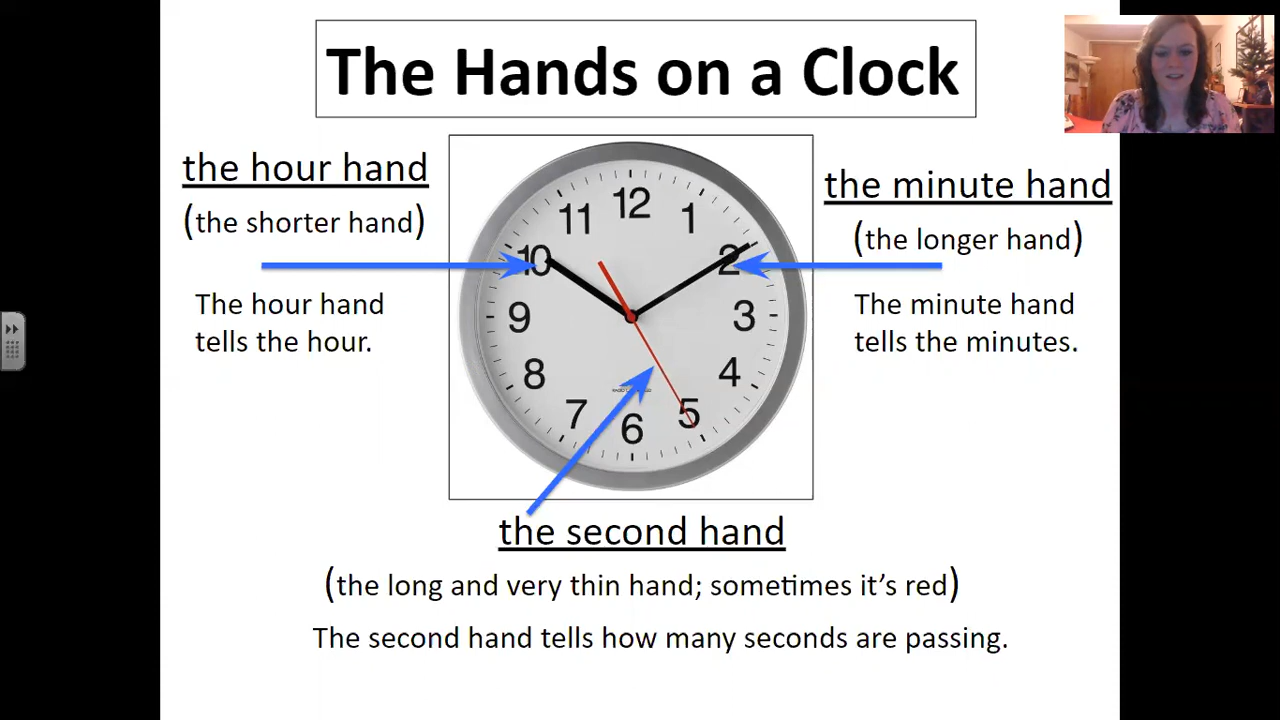 The Hands on a Clock
the hour hand
(the shorter hand)
The hour hand
tells the hour.
the minute hand
(the longer hand)
The minute hand
tells the minutes.
12
11
1
10
2
9
3
8
4
7
5
6
the second hand
(the long and very thin hand; sometimes it’s red)
The second hand tells how many seconds are passing.